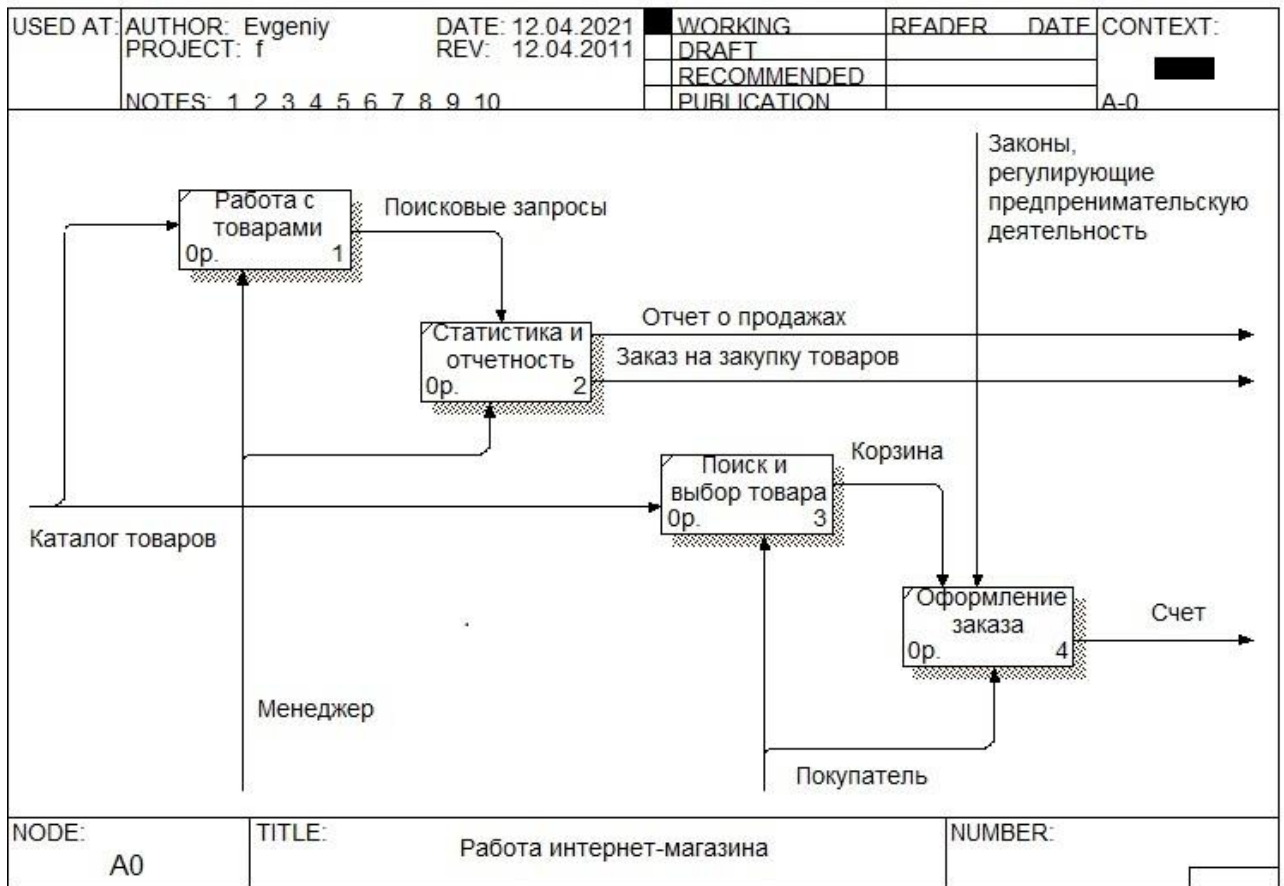 USED AT: AUTHOR: Evgeniy DATE: 12.04.2021 WORKING READER DATE CONTEXT:
PROJECT: f REV: 12.04.2011 DRAFT
RECOMMENDED
NOTES: 1 2 3 4 5 6 7 8 9 10 PUBLICATION A-0
Законы,
регулирующие
предпренимательскую
деятельность
Работа с
товарами
0р. 1
Поисковые запросы
Статистика и
отчетность
0р. 2
Отчет о продажах
Заказ на закупку товаров
Поиск и
выбор товара
0р. 3
Корзина
Каталог товаров
Оформление
заказа
0р. 4
Счет
Менеджер
Покупатель
NODE: TITLE: NUMBER:
A0 Работа интернет-магазина